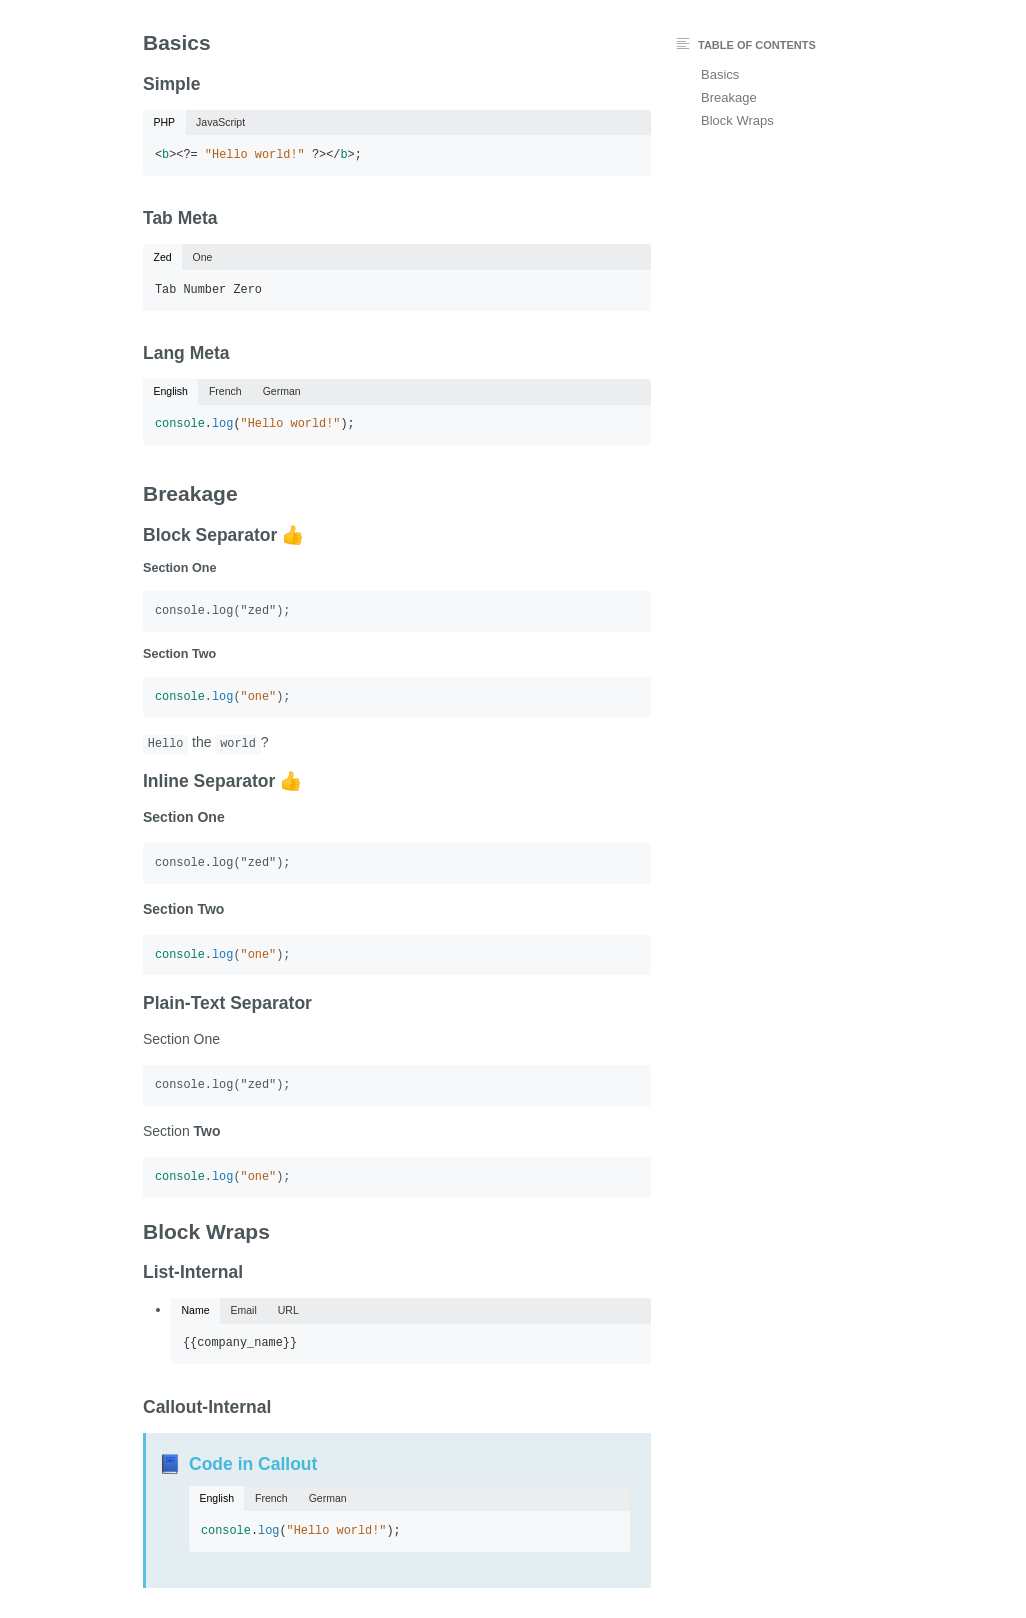 Basics
Simple
PHP JavaScript
<b><?= "Hello world!" ?></b>;
Tab Meta
Zed One
Tab Number Zero
Lang Meta
English French German
console.log("Hello world!");
Breakage
Block Separator 👍
Section One
console.log("zed");
Section Two
console.log("one");
Hello the world?
Inline Separator 👍
Section One
console.log("zed");
Section Two
console.log("one");
Plain-Text Separator
Section One
console.log("zed");
Section Two
console.log("one");
Block Wraps
List-Internal
Name Email URL
{{company_name}}
Callout-Internal
📘 Code in Callout
English French German
console.log("Hello world!");
TABLE OF CONTENTS
Basics
Breakage
Block Wraps